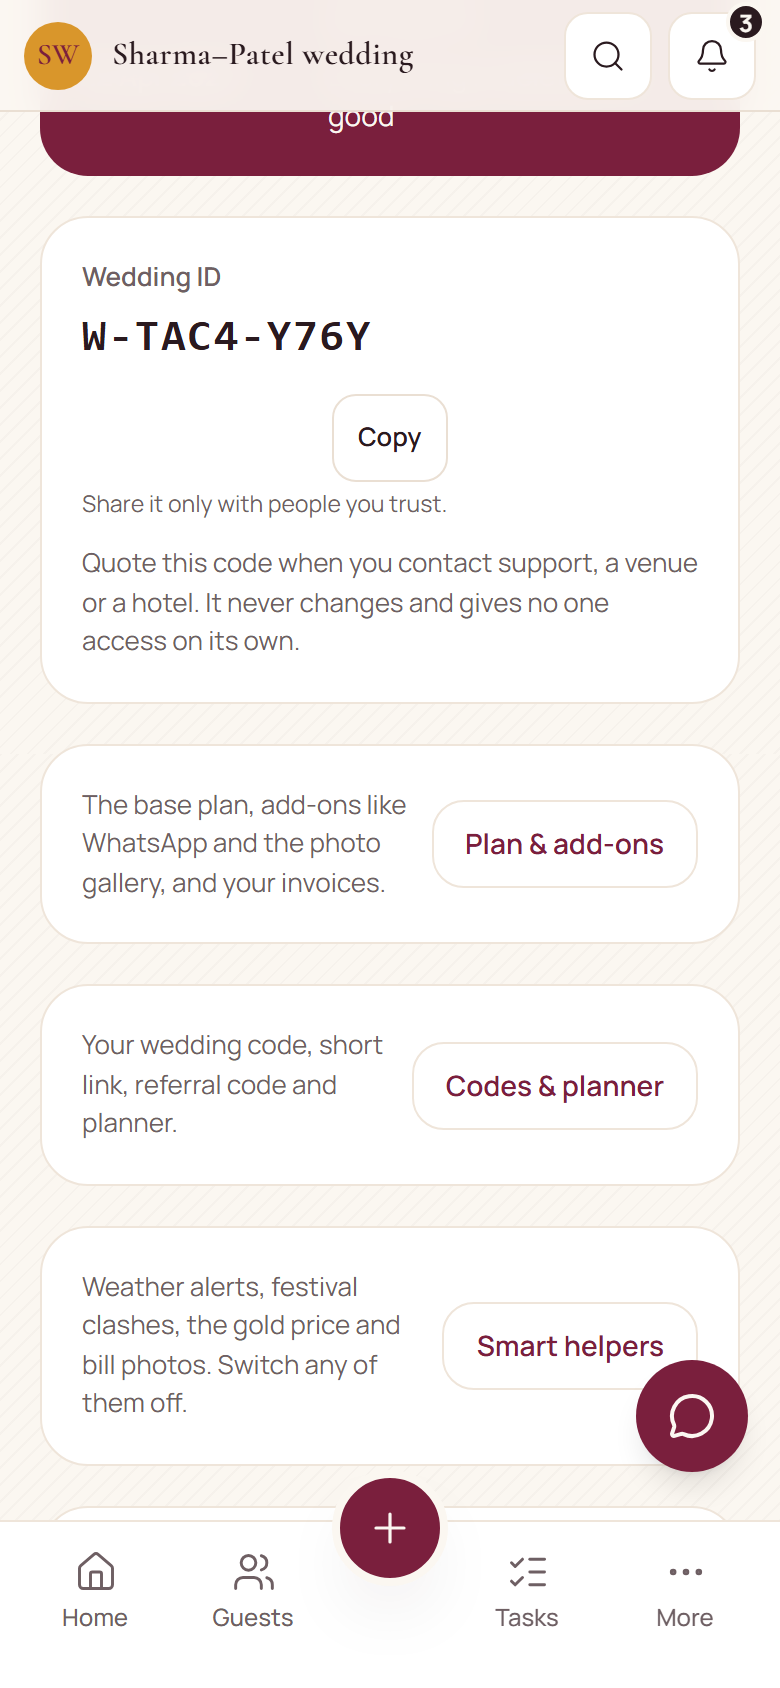 SW
Sharma–Patel wedding
3
good
Wedding ID
W-TAC4-Y76Y
Copy
Share it only with people you trust.
Quote this code when you contact support, a venue
or a hotel. It never changes and gives no one
access on its own.
The base plan, add-ons like
WhatsApp and the photo
gallery, and your invoices.
Plan & add-ons
Your wedding code, short
link, referral code and
planner.
Codes & planner
Weather alerts, festival
clashes, the gold price and
bill photos. Switch any of
them off.
Smart helpers
Home
Guests
Tasks
More